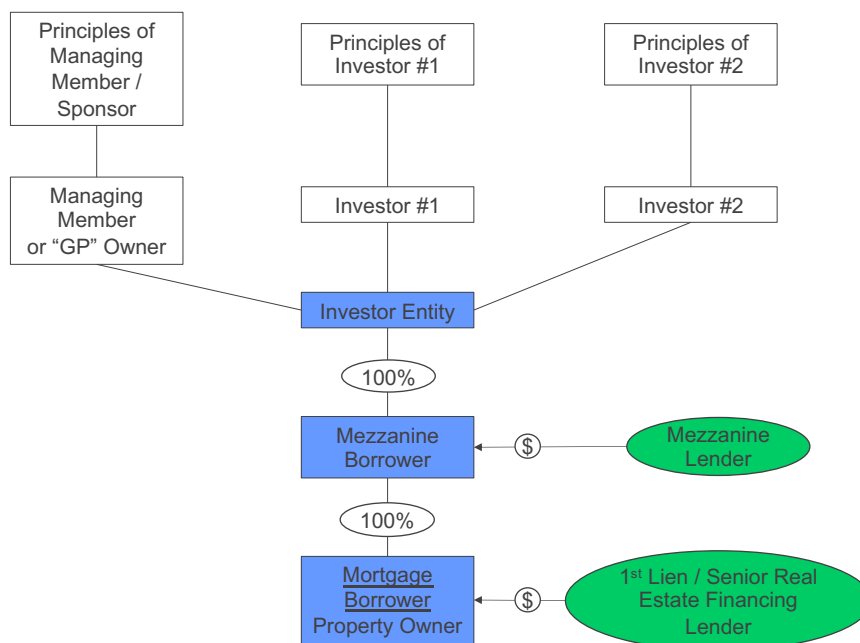 Principles of
Managing
Member /
Sponsor
Principles of
Investor #1
Principles of
Investor #2
Managing
Member
or “GP” Owner
Investor #1
Investor #2
Investor Entity
100%
Mezzanine
Borrower
$
Mezzanine
Lender
100%
Mortgage
Borrower
Property Owner
$
1st Lien / Senior Real
Estate Financing
Lender